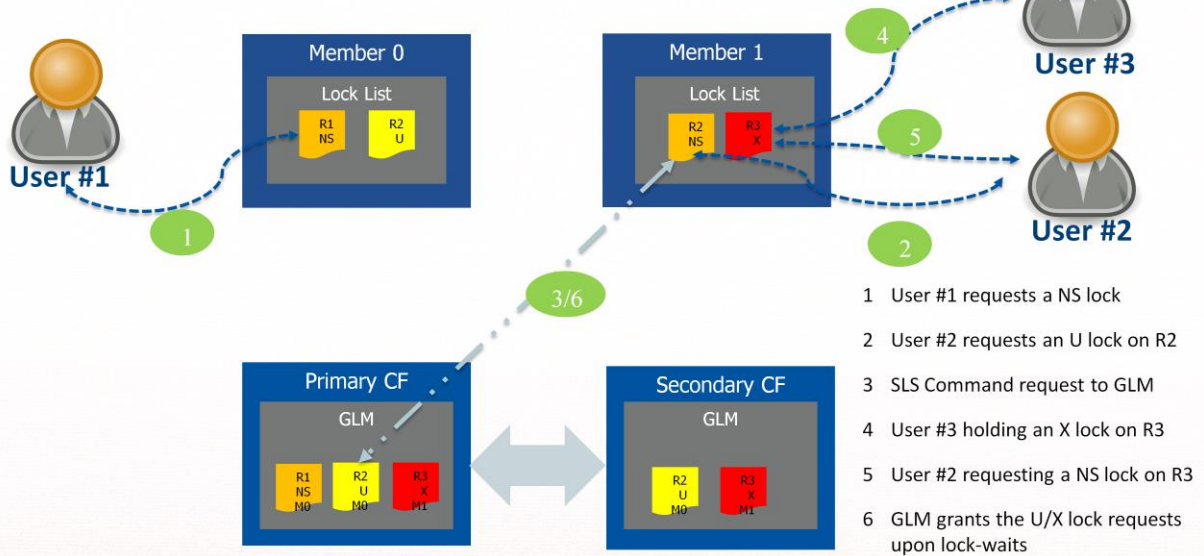 4
User #3
Member 0
Member 1
Lock List
Lock List
R1
NS
R2
U
R2
NS
R3
X
5
User #1
User #2
1
2
3/6
1 User #1 requests a NS lock
2 User #2 requests an U lock on R2
3 SLS Command request to GLM
4 User #3 holding an X lock on R3
5 User #2 requesting a NS lock on R3
6 GLM grants the U/X lock requests
upon lock-waits
Primary CF
Secondary CF
GLM
GLM
R1
NS
M0
R2
U
M0
R3
X
M1
R2
U
M0
R3
X
M1